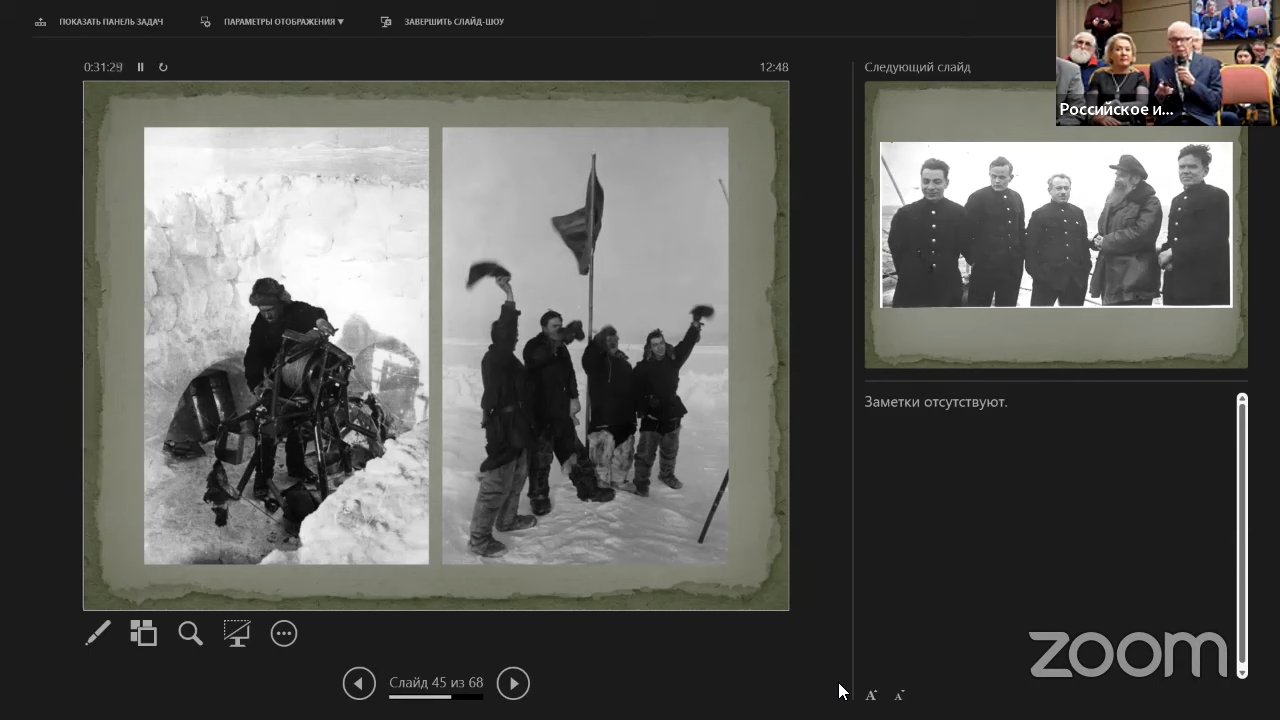 ПОКАЗАТЬ ПАНЕЛЬ ЗАДАЧ
ПАРАМЕТРЫ ОТОБРАЖЕНИЯ ▼
ЗАВЕРШИТЬ СЛАЙД-ШОУ
0:31:29
12:48
Следующий слайд
Российское и...
Заметки отсутствуют.
Слайд 45 из 68
zoom